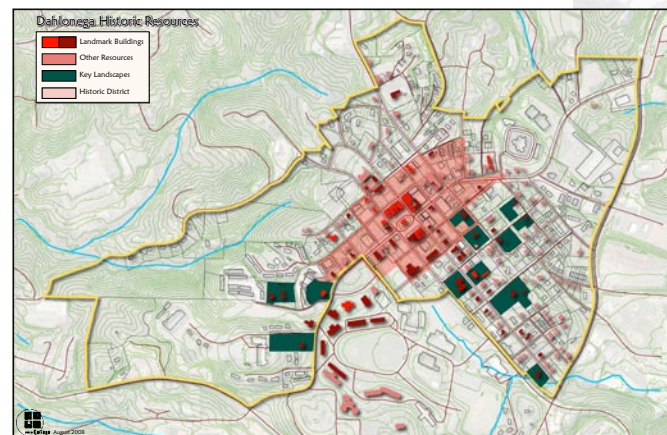 Dahlonega Historic Resources
Landmark Buildings
Other Resources
Key Landscapes
Historic District
August 2008